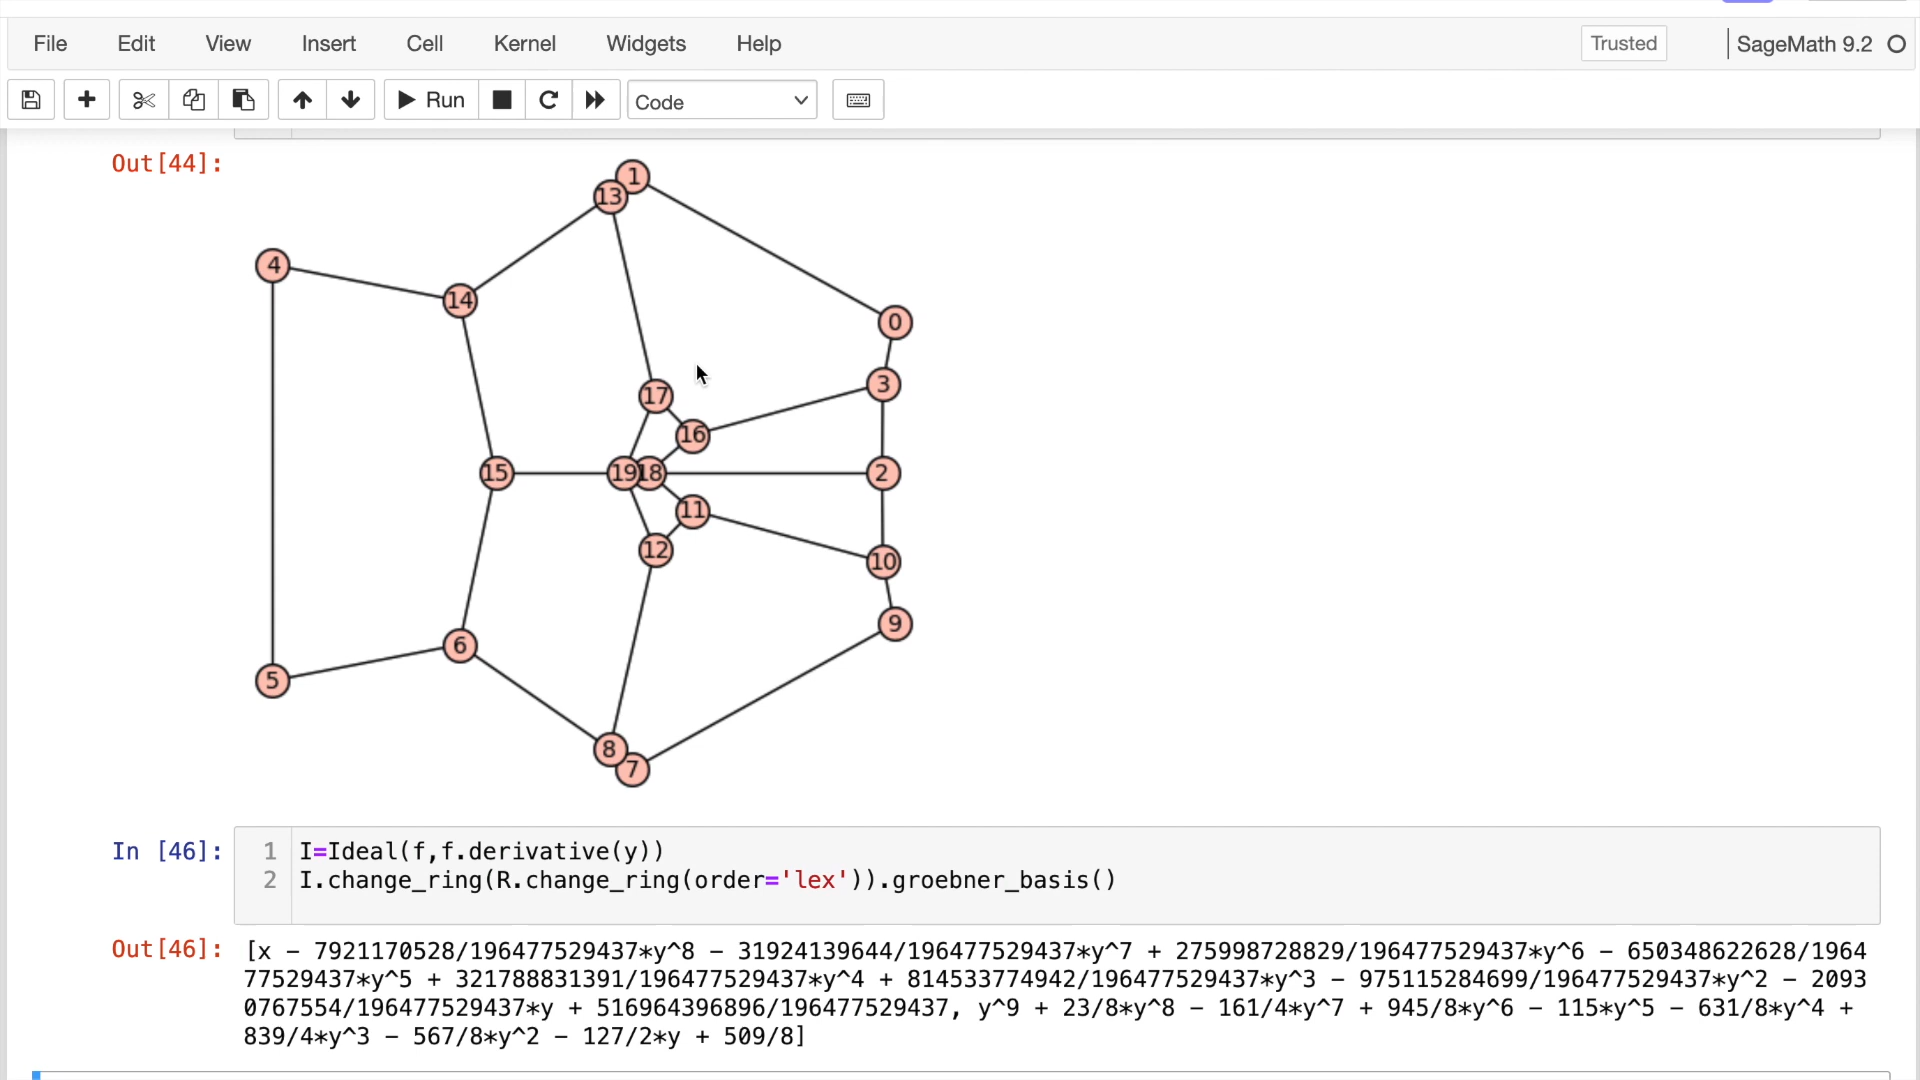 File Edit View Insert Cell Kernel Widgets Help Trusted SageMath 9.2
Run Code
Out[44]:
1
13
4
14
0
3
17
16
15 19 18 2
11
12
10
9
6
5
8
7
In [46]: 1 I=Ideal(f,f.derivative(y))
2 I.change_ring(R.change_ring(order='lex')).groebner_basis()
Out[46]: [x − 7921170528/196477529437*y^8 − 31924139644/196477529437*y^7 + 275998728829/196477529437*y^6 − 650348622628/1964
77529437*y^5 + 321788831391/196477529437*y^4 + 814533774942/196477529437*y^3 − 975115284699/196477529437*y^2 − 2093
0767554/196477529437*y + 516964396896/196477529437, y^9 + 23/8*y^8 − 161/4*y^7 + 945/8*y^6 − 115*y^5 − 631/8*y^4 +
839/4*y^3 − 567/8*y^2 − 127/2*y + 509/8]